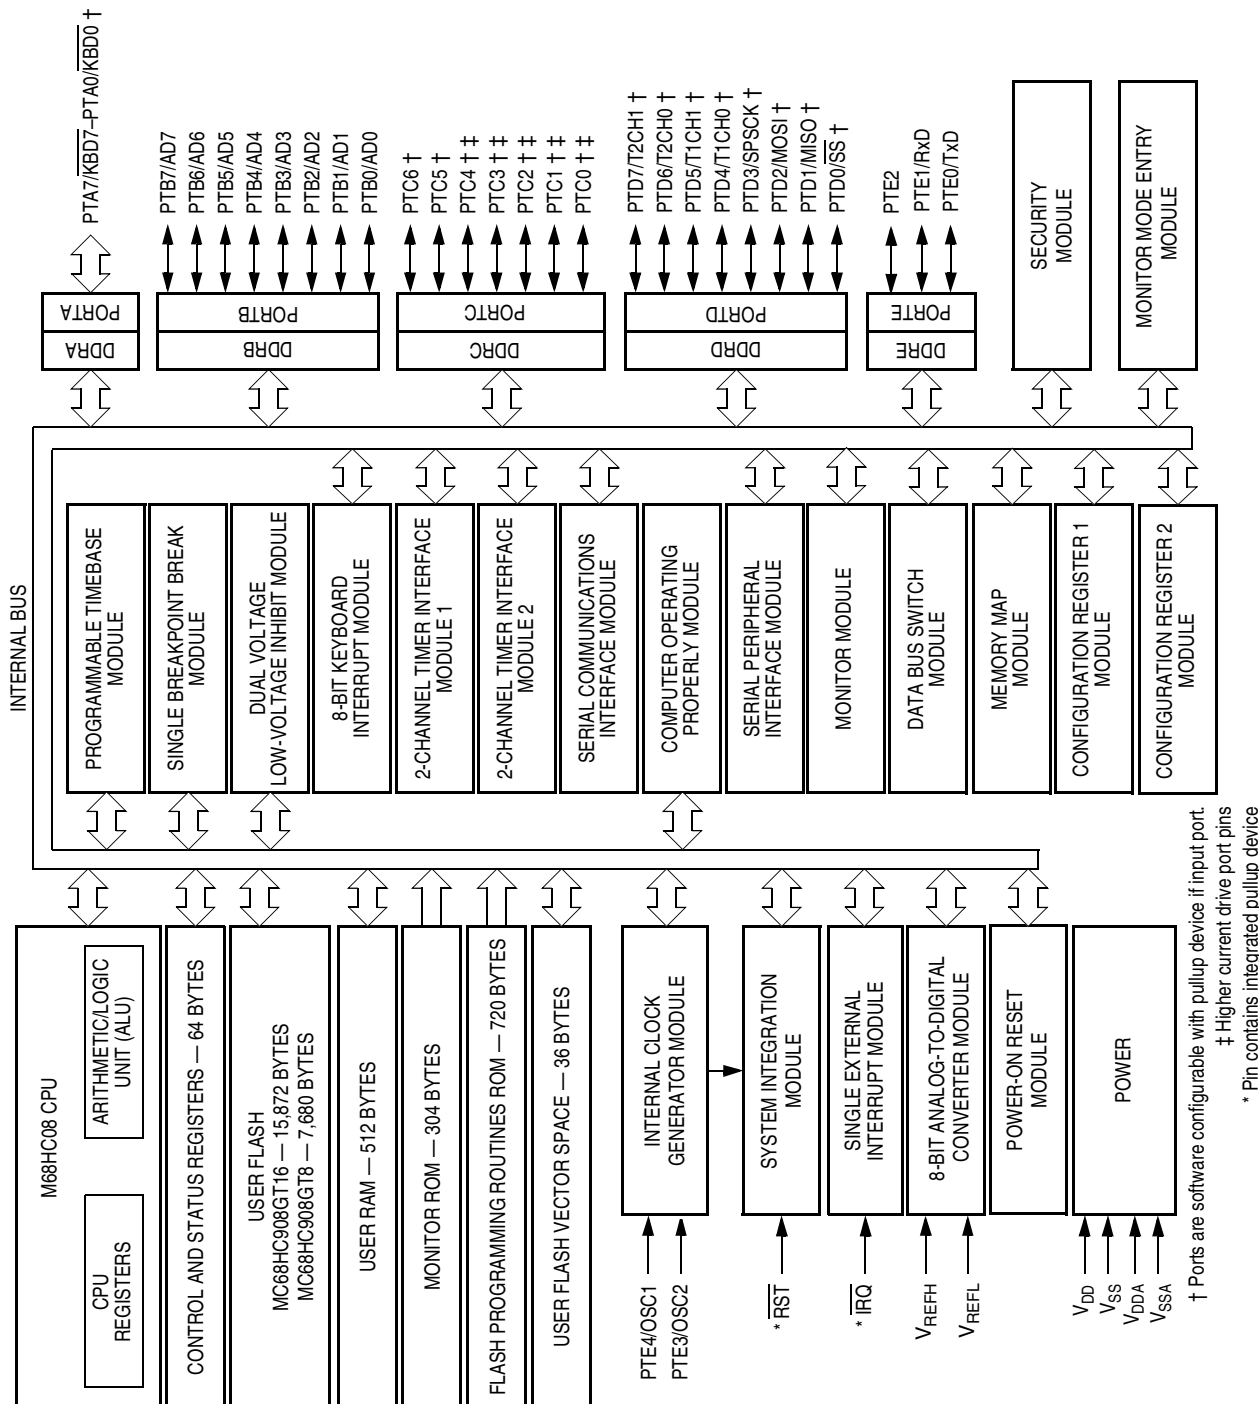 INTERNAL BUS
M68HC08 CPU
CPU
REGISTERS
ARITHMETIC/LOGIC
UNIT (ALU)
CONTROL AND STATUS REGISTERS — 64 BYTES
USER FLASH
MC68HC908GT16 — 15,872 BYTES
MC68HC908GT8 — 7,680 BYTES
USER RAM — 512 BYTES
MONITOR ROM — 304 BYTES
FLASH PROGRAMMING ROUTINES ROM — 720 BYTES
USER FLASH VECTOR SPACE — 36 BYTES
PTE4/OSC1
PTE3/OSC2
INTERNAL CLOCK
GENERATOR MODULE
* RST
SYSTEM INTEGRATION
MODULE
* IRQ
SINGLE EXTERNAL
INTERRUPT MODULE
VREFH
VREFL
8-BIT ANALOG-TO-DIGITAL
CONVERTER MODULE
POWER-ON RESET
MODULE
VDD
VSS
VDDA
VSSA
POWER
PROGRAMMABLE TIMEBASE
MODULE
SINGLE BREAKPOINT BREAK
MODULE
DUAL VOLTAGE
LOW-VOLTAGE INHIBIT MODULE
8-BIT KEYBOARD
INTERRUPT MODULE
2-CHANNEL TIMER INTERFACE
MODULE 1
2-CHANNEL TIMER INTERFACE
MODULE 2
SERIAL COMMUNICATIONS
INTERFACE MODULE
COMPUTER OPERATING
PROPERLY MODULE
SERIAL PERIPHERAL
INTERFACE MODULE
MONITOR MODULE
DATA BUS SWITCH
MODULE
MEMORY MAP
MODULE
CONFIGURATION REGISTER 1
MODULE
CONFIGURATION REGISTER 2
MODULE
DDRA
PORTA
PTA7/KBD7–PTA0/KBD0 †
DDRB
PORTB
PTB7/AD7
PTB6/AD6
PTB5/AD5
PTB4/AD4
PTB3/AD3
PTB2/AD2
PTB1/AD1
PTB0/AD0
DDRC
PORTC
PTC6 †
PTC5 †
PTC4 † ‡
PTC3 † ‡
PTC2 † ‡
PTC1 † ‡
PTC0 † ‡
DDRD
PORTD
PTD7/T2CH1 †
PTD6/T2CH0 †
PTD5/T1CH1 †
PTD4/T1CH0 †
PTD3/SPSCK †
PTD2/MOSI †
PTD1/MISO †
PTD0/SS †
DDRE
PORTE
PTE2
PTE1/RxD
PTE0/TxD
SECURITY
MODULE
MONITOR MODE ENTRY
MODULE
† Ports are software configurable with pullup device if input port.
‡ Higher current drive port pins
* Pin contains integrated pullup device